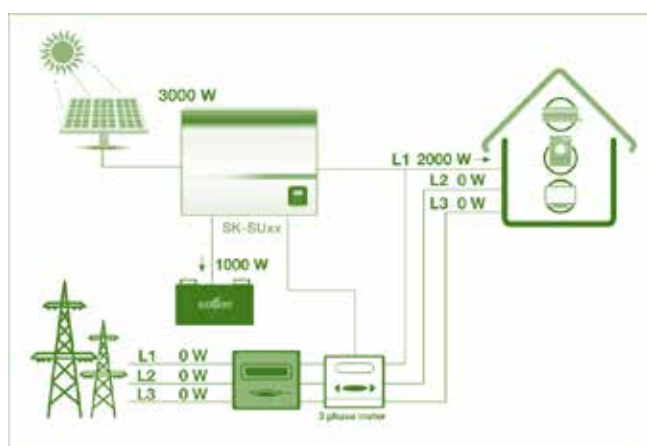 3000 W
L1 2000 W
L2 0 W
L3 0 W
SK-SUxx
1000 W
L1 0 W
L2 0 W
L3 0 W
3 phase meter